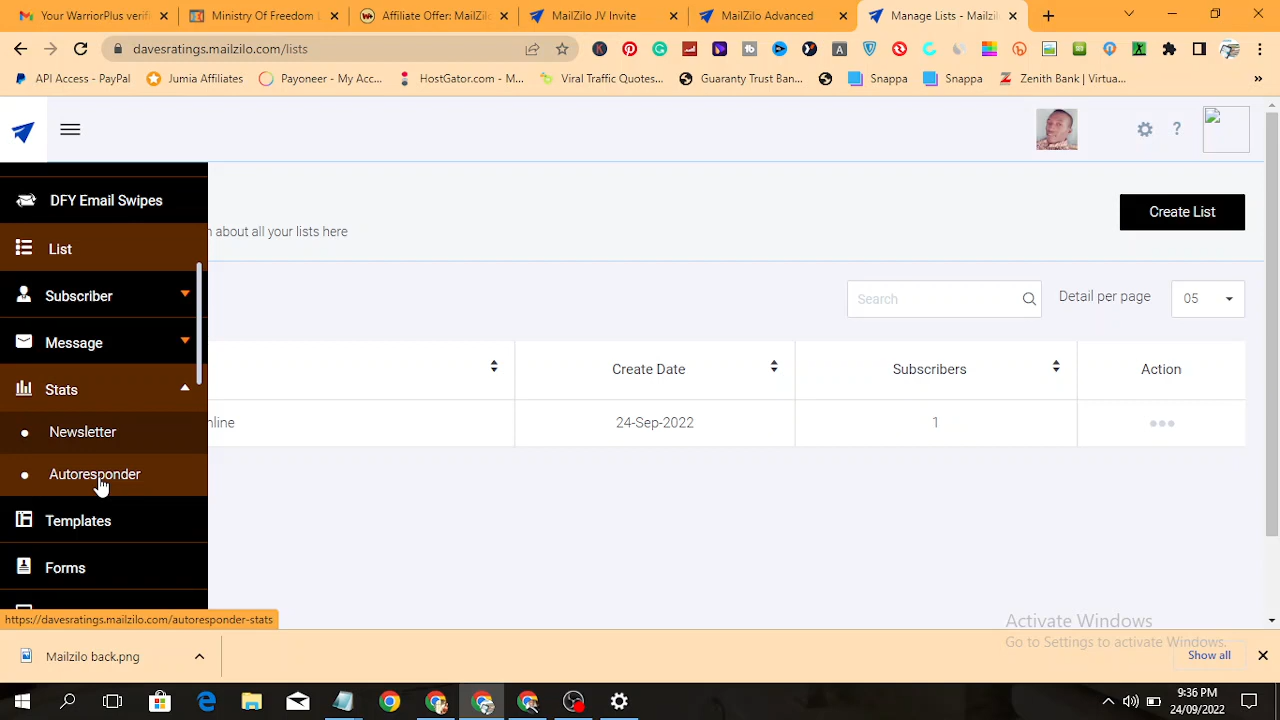 Your WarriorPlus verifi
Ministry Of Freedom
Affiliate Offer: MailZil
MailZilo JV Invite
MailZilo Advanced
Manage Lists - Mailzilo
davesratings.mailzilo.com/lists
API Access - PayPal
Jumia Affiliates
Payoneer - My Acc...
HostGator.com - M...
Viral Traffic Quotes...
Guaranty Trust Ban...
Snappa
Snappa
Zenith Bank | Virtua...
»
?
DFY Email Swipes
List
Subscriber
Message
Stats
Newsletter
Autoresponder
Templates
Forms
n about all your lists here
Create List
Search
Detail per page
05
Create Date
Subscribers
Action
nline
24-Sep-2022
1
https://davesratings.mailzilo.com/autoresponder-stats
Activate Windows
Go to Settings to activate Windows.
Mailzilo back.png
Show all
9:36 PM
24/09/2022